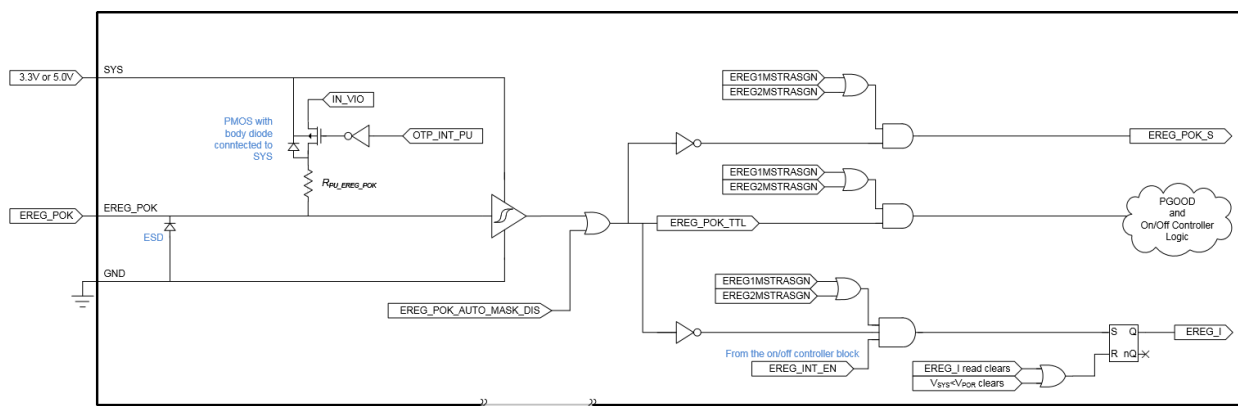 3.3V or 5.0V
SYS
IN_VIO
OTP_INT_PU
PMOS with
body diode
conntected to
SYS
RPU_EREG_POK
EREG_POK
EREG_POK
ESD
GND
EREG_POK_AUTO_MASK_DIS
EREG1MSTRASGN
EREG2MSTRASGN
EREG_POK_S
EREG1MSTRASGN
EREG2MSTRASGN
EREG_POK_TTL
PGOOD
and
On/Off Controller
Logic
EREG1MSTRASGN
EREG2MSTRASGN
From the on/off controller block
EREG_INT_EN
EREG_I read clears
VSYS<VPOR clears
S Q
R nQ
EREG_I